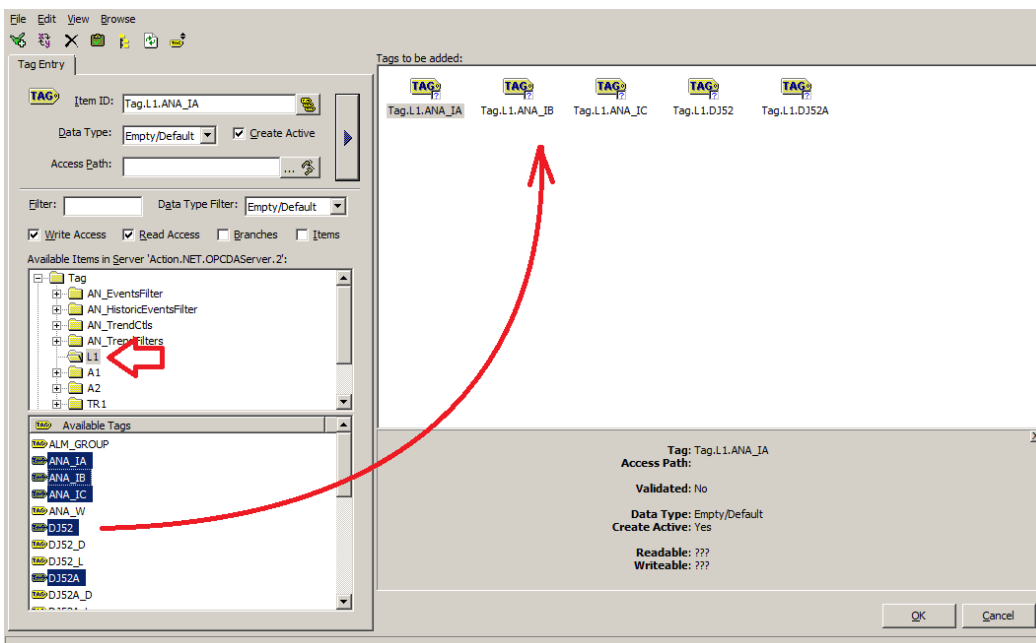 File Edit View Browse
Tag Entry
TAG Item ID: Tag.L1.ANA_IA
Data Type: Empty/Default Create Active
Access Path: ...
Filter: Data Type Filter: Empty/Default
Write Access Read Access Branches Items
Available Items in Server 'Action.NET.OPCDAServer.2':
Tag
AN_EventsFilter
AN_HistoricEventsFilter
AN_TrendCtls
AN_TrendFilters
L1
A1
A2
TR1
Available Tags
ALM_GROUP
ANA_IA
ANA_IB
ANA_IC
ANA_W
DJ52
DJ52_D
DJ52_L
DJ52A
DJ52A_D
Tags to be added:
TAG TAG TAG TAG TAG
? ? ? ? ?
Tag.L1.ANA_IA Tag.L1.ANA_IB Tag.L1.ANA_IC Tag.L1.DJ52 Tag.L1.DJ52A
Tag: Tag.L1.ANA_IA
Access Path:
Validated: No
Data Type: Empty/Default
Create Active: Yes
Readable: ???
Writeable: ???
OK Cancel